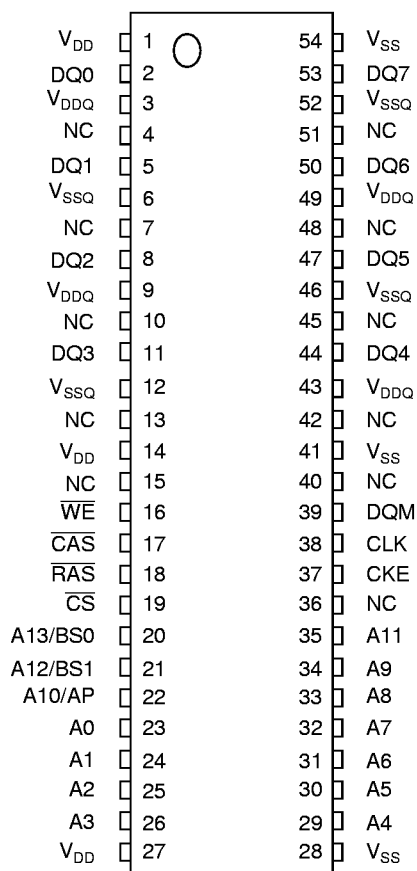 VDD 1 54 VSS
DQ0 2 53 DQ7
VDDQ 3 52 VSSQ
NC 4 51 NC
DQ1 5 50 DQ6
VSSQ 6 49 VDDQ
NC 7 48 NC
DQ2 8 47 DQ5
VDDQ 9 46 VSSQ
NC 10 45 NC
DQ3 11 44 DQ4
VSSQ 12 43 VDDQ
NC 13 42 NC
VDD 14 41 VSS
NC 15 40 NC
W̅E̅ 16 39 DQM
C̅A̅S̅ 17 38 CLK
R̅A̅S̅ 18 37 CKE
C̅S̅ 19 36 NC
A13/BS0 20 35 A11
A12/BS1 21 34 A9
A10/AP 22 33 A8
A0 23 32 A7
A1 24 31 A6
A2 25 30 A5
A3 26 29 A4
VDD 27 28 VSS